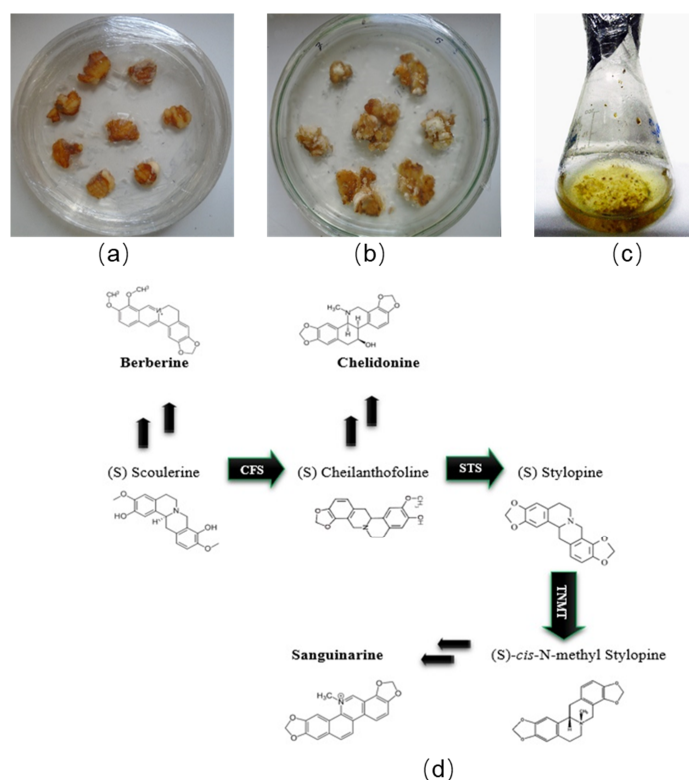 (a)
(b)
(c)
Berberine
Chelidonine
(S) Scoulerine
CFS
(S) Cheilanthofoline
STS
(S) Stylopine
TNMT
Sanguinarine
(S)-cis-N-methyl Stylopine
(d)